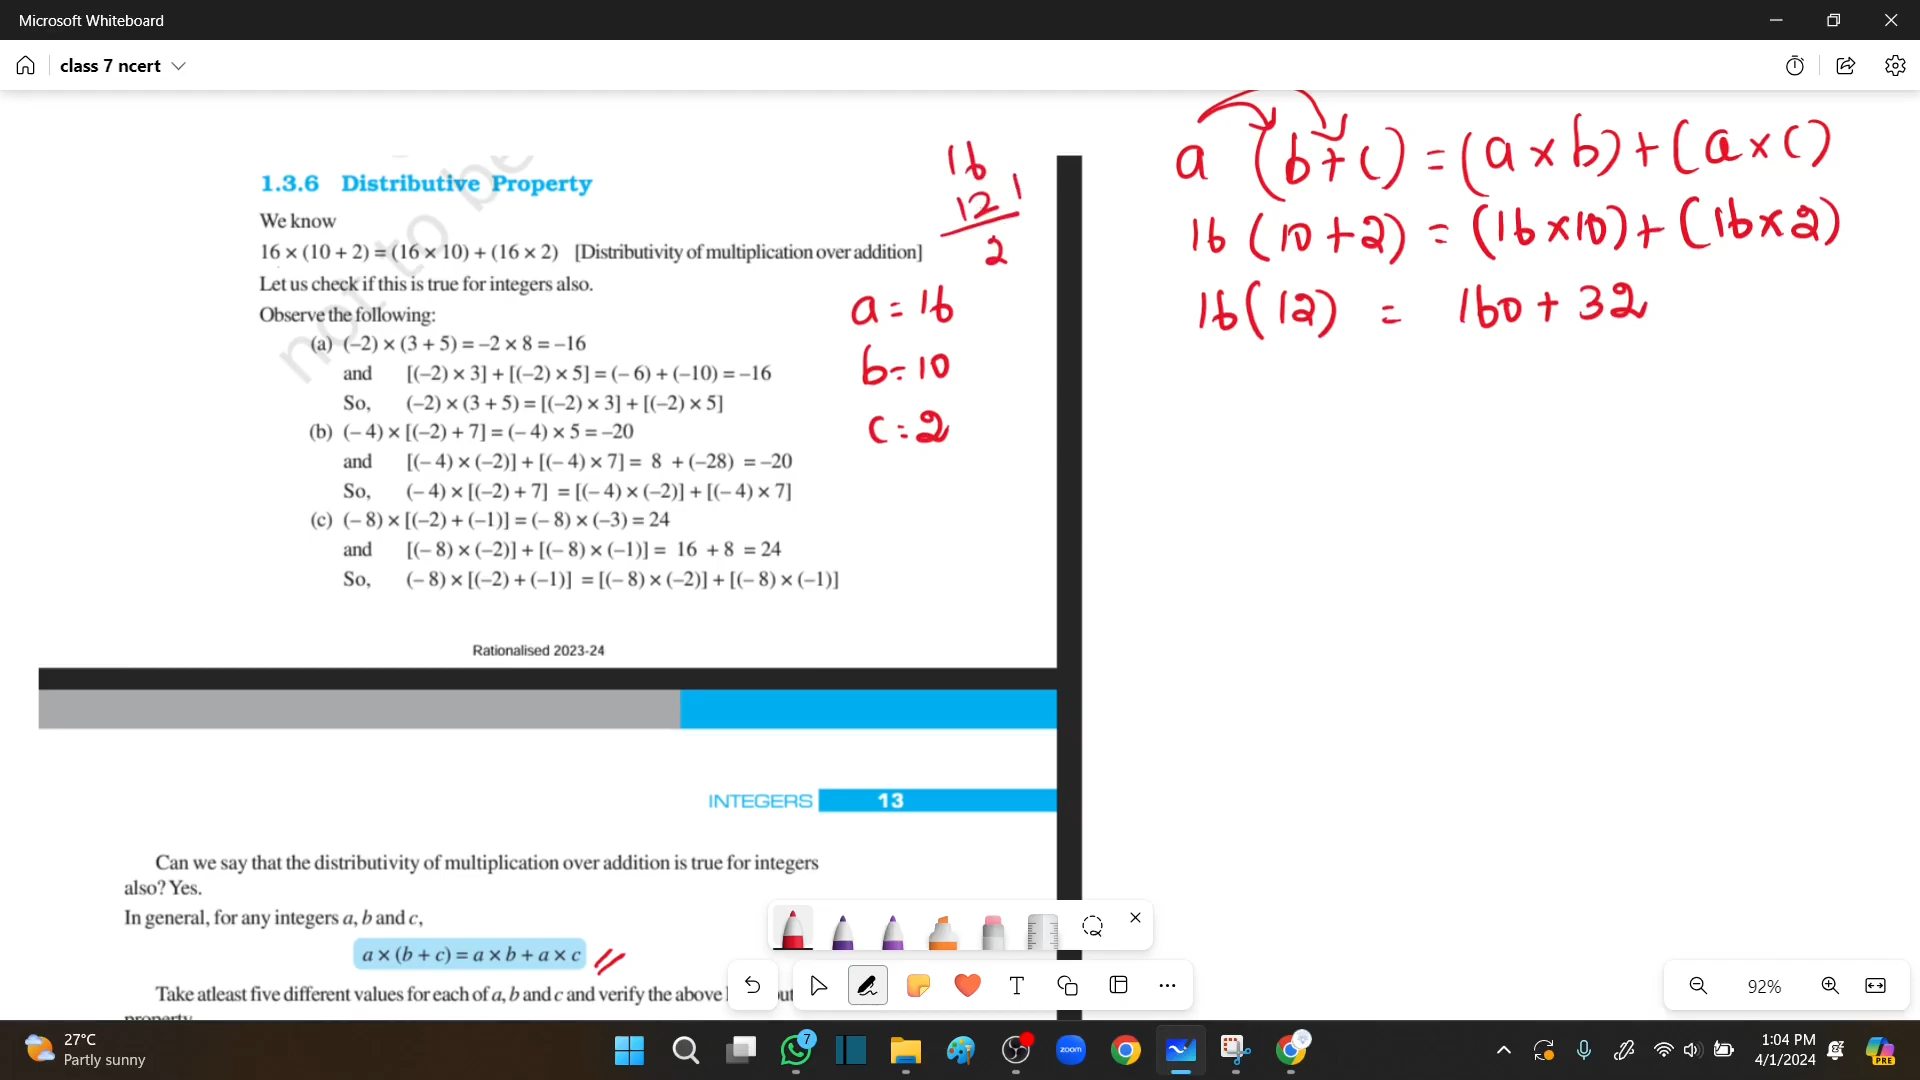 Microsoft Whiteboard
class 7 ncert
1.3.6 Distributive Property
We know
16 × (10 + 2) = (16 × 10) + (16 × 2) [Distributivity of multiplication over addition]
Let us check if this is true for integers also.
Observe the following:
(a) (–2) × (3 + 5) = –2 × 8 = –16
and [(–2) × 3] + [(–2) × 5] = (– 6) + (–10) = –16
So, (–2) × (3 + 5) = [(–2) × 3] + [(–2) × 5]
(b) (– 4) × [(–2) + 7] = (– 4) × 5 = –20
and [(– 4) × (–2)] + [(– 4) × 7] = 8 + (–28) = –20
So, (– 4) × [(–2) + 7] = [(– 4) × (–2)] + [(– 4) × 7]
(c) (– 8) × [(–2) + (–1)] = (– 8) × (–3) = 24
and [(– 8) × (–2)] + [(– 8) × (–1)] = 16 + 8 = 24
So, (– 8) × [(–2) + (–1)] = [(– 8) × (–2)] + [(– 8) × (–1)]
not to be
Rationalised 2023-24
16
12 1
2
a = 16
b = 10
c = 2
a (b + c) = (a × b) + (a × c)
16 (10 + 2) = (16 × 10) + (16 × 2)
16 (12) = 160 + 32
INTEGERS 13
Can we say that the distributivity of multiplication over addition is true for integers
also? Yes.
In general, for any integers a, b and c,
a × (b + c) = a × b + a × c
Take atleast five different values for each of a, b and c and verify the above
property.
92%
27°C
Partly sunny
7
zoom
PRE
1:04 PM
4/1/2024